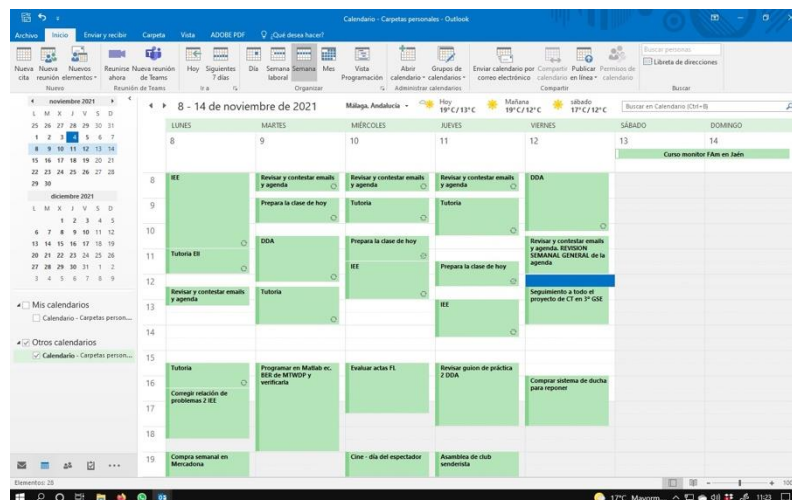 Calendario - Carpetas personales - Outlook
Archivo Inicio Enviar y recibir Carpeta Vista ADOBE PDF ¿Qué desea hacer?
Nueva cita
Nueva reunión
Nuevos elementos
Reunirse ahora
Nueva reunión de Teams
Hoy
Siguientes 7 días
Día
Semana laboral
Semana
Mes
Vista Programación
Abrir calendario
Grupos de calendarios
Enviar calendario por correo electrónico
Compartir calendario
Publicar en línea
Permisos de calendario
Buscar personas
Libreta de direcciones
Nuevo Reunión de Teams Ir a Organizar Administrar calendarios Compartir Buscar
noviembre 2021
L M X J V S D
25 26 27 28 29 30 31
1 2 3 4 5 6 7
8 9 10 11 12 13 14
15 16 17 18 19 20 21
22 23 24 25 26 27 28
29 30
diciembre 2021
L M X J V S D
1 2 3 4 5
6 7 8 9 10 11 12
13 14 15 16 17 18 19
20 21 22 23 24 25 26
27 28 29 30 31 1 2
3 4 5 6 7 8 9
Mis calendarios
Calendario - Carpetas person...
Otros calendarios
Calendario - Carpetas person...
8 - 14 de noviembre de 2021
Málaga, Andalucía
Hoy
19°C/13°C
Mañana
19°C/12°C
sábado
17°C/12°C
Buscar en Calendario (Ctrl+B)
LUNES MARTES MIÉRCOLES JUEVES VIERNES SÁBADO DOMINGO
8 9 10 11 12 13 14
Curso monitor FAm en Jaén
8
9
10
11
12
13
14
15
16
17
18
19
IEE
Tutoria EII
Revisar y contestar emails
y agenda
Tutoria
Corregir relación de
problemas 2 IEE
Compra semanal en
Mercadona
Revisar y contestar emails
y agenda
Prepara la clase de hoy
DDA
Tutoria
Programar en Matlab ec.
BER de MTWDP y
verificarla
Revisar y contestar emails
y agenda
Tutoria
Prepara la clase de hoy
IEE
Evaluar actas FL
Cine - día del espectador
Revisar y contestar emails
y agenda
Tutoria
Prepara la clase de hoy
IEE
Revisar guion de práctica
2 DDA
Asamblea de club
senderista
DDA
Revisar y contestar emails
y agenda. REVISION
SEMANAL GENERAL de la
agenda
Seguimiento a todo el
proyecto de CT en 3º GSE
Comprar sistema de ducha
para reponer
Elementos: 28
17°C Mayorm...
11:23